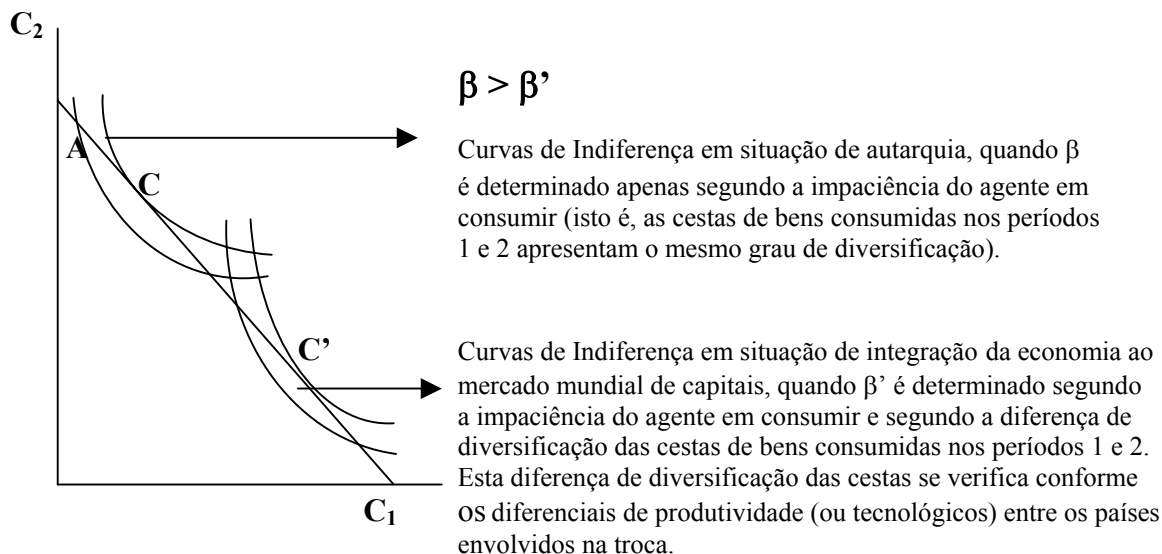 C₂
β > β’
Curvas de Indiferença em situação de autarquia, quando β
é determinado apenas segundo a impaciência do agente em
consumir (isto é, as cestas de bens consumidas nos períodos
1 e 2 apresentam o mesmo grau de diversificação).
A
C
C’
Curvas de Indiferença em situação de integração da economia ao
mercado mundial de capitais, quando β’ é determinado segundo
a impaciência do agente em consumir e segundo a diferença de
diversificação das cestas de bens consumidas nos períodos 1 e 2.
Esta diferença de diversificação das cestas se verifica conforme
os diferenciais de produtividade (ou tecnológicos) entre os países
envolvidos na troca.
C₁